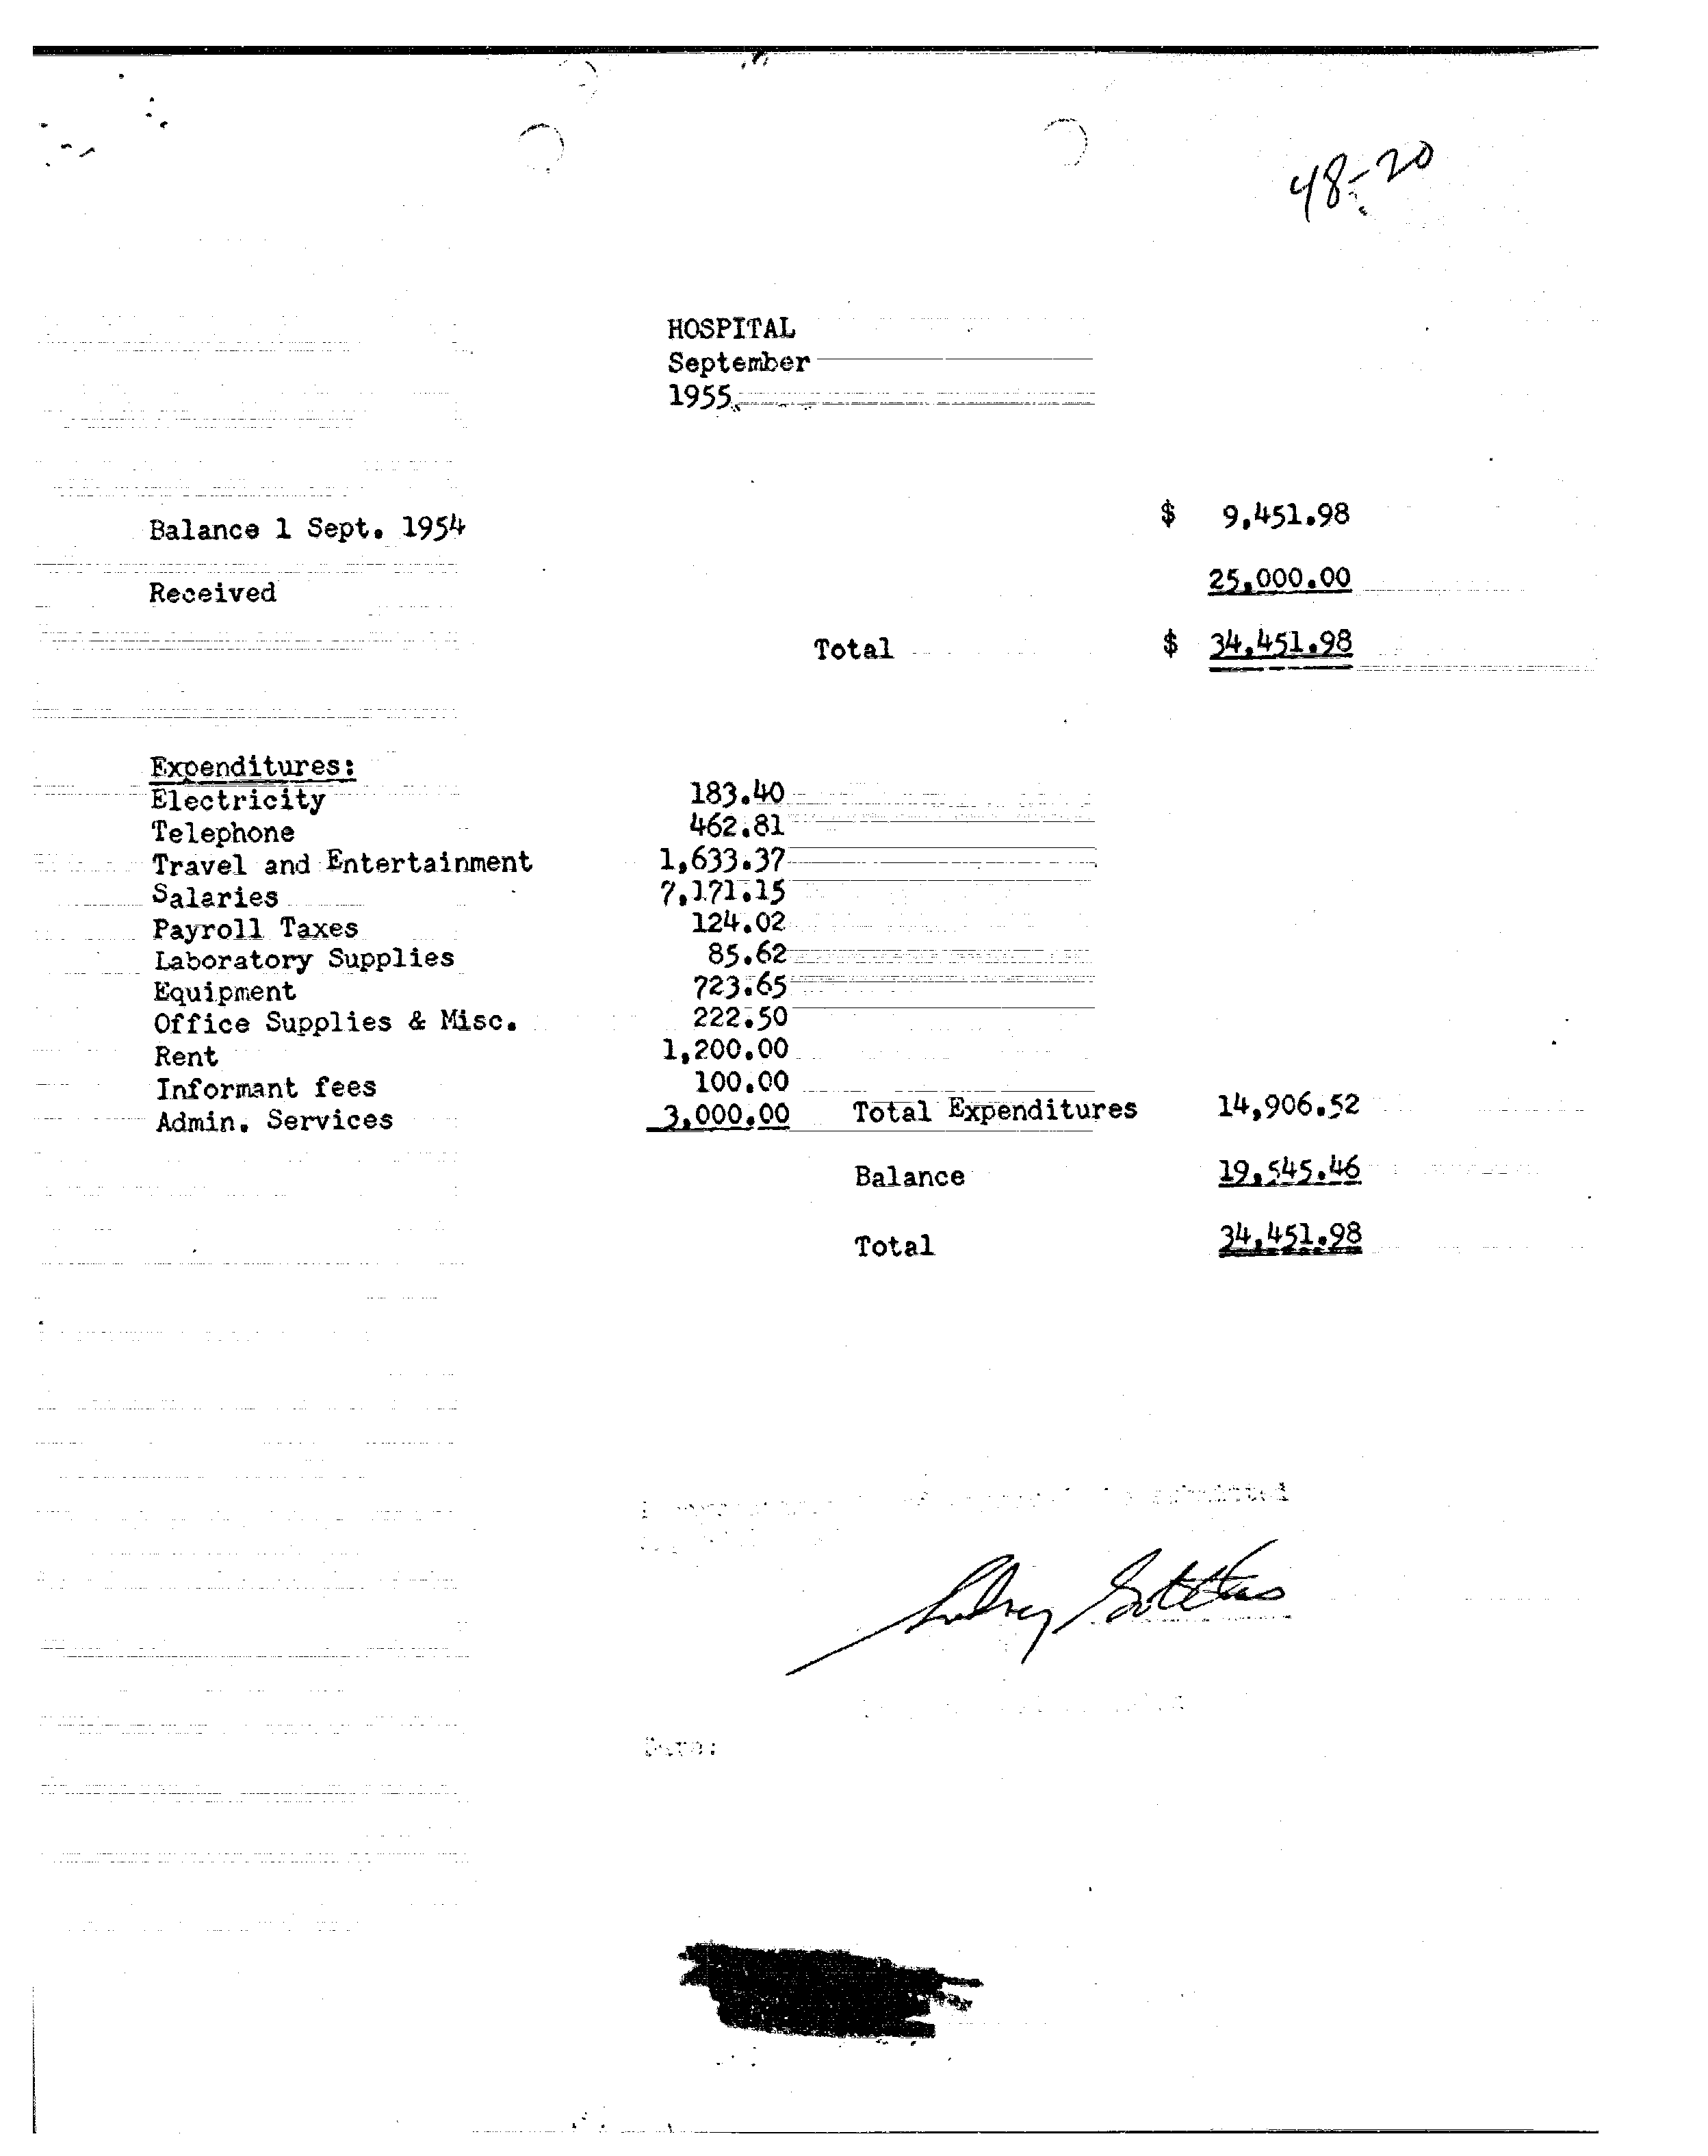 48-20
HOSPITAL
September
1955
Balance 1 Sept. 1954 $ 9,451.98
Received 25,000.00
Total $ 34,451.98
Expenditures:
Electricity 183.40
Telephone 462.81
Travel and Entertainment 1,633.37
Salaries 7,171.15
Payroll Taxes 124.02
Laboratory Supplies 85.62
Equipment 723.65
Office Supplies & Misc. 222.50
Rent 1,200.00
Informant fees 100.00
Admin. Services 3,000.00 Total Expenditures 14,906.52
Balance 19,545.46
Total 34,451.98
Date: